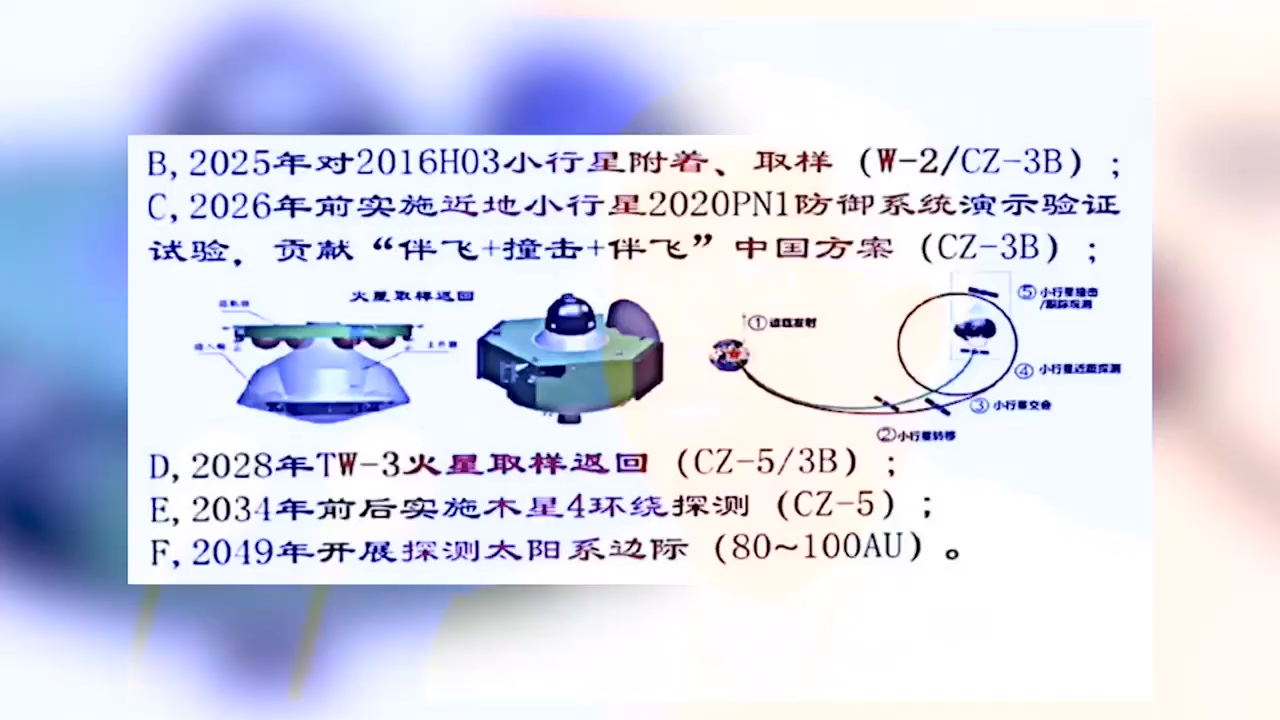 B, 2025年对2016H03小行星附着、取样（W-2/CZ-3B）；
C, 2026年前实施近地小行星2020PN1防御系统演示验证
试验，贡献“伴飞+撞击+伴飞”中国方案（CZ-3B）；
火星取样返回
①运载发射
⑤小行星撞击
/跟踪观测
④小行星近距探测
③小行星交会
②小行星转移
D, 2028年TW-3火星取样返回（CZ-5/3B）；
E, 2034年前后实施木星4环绕探测（CZ-5）；
F, 2049年开展探测太阳系边际（80~100AU）。